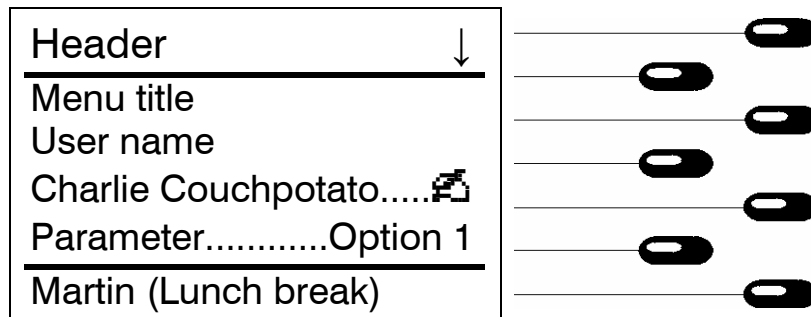 Header ↓
Menu title
User name
Charlie Couchpotato.....✍
Parameter............Option 1
Martin (Lunch break)